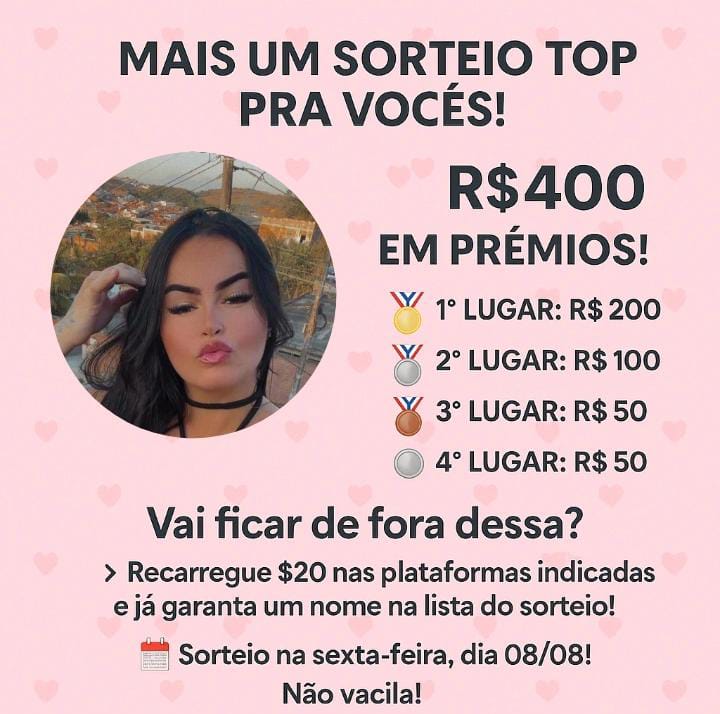 MAIS UM SORTEIO TOP
PRA VOCÉS!
R$400
EM PRÉMIOS!
1° LUGAR: R$ 200
2° LUGAR: R$ 100
3° LUGAR: R$ 50
4° LUGAR: R$ 50
Vai ficar de fora dessa?
> Recarregue $20 nas plataformas indicadas
e já garanta um nome na lista do sorteio!
Sorteio na sexta-feira, dia 08/08!
Não vacila!